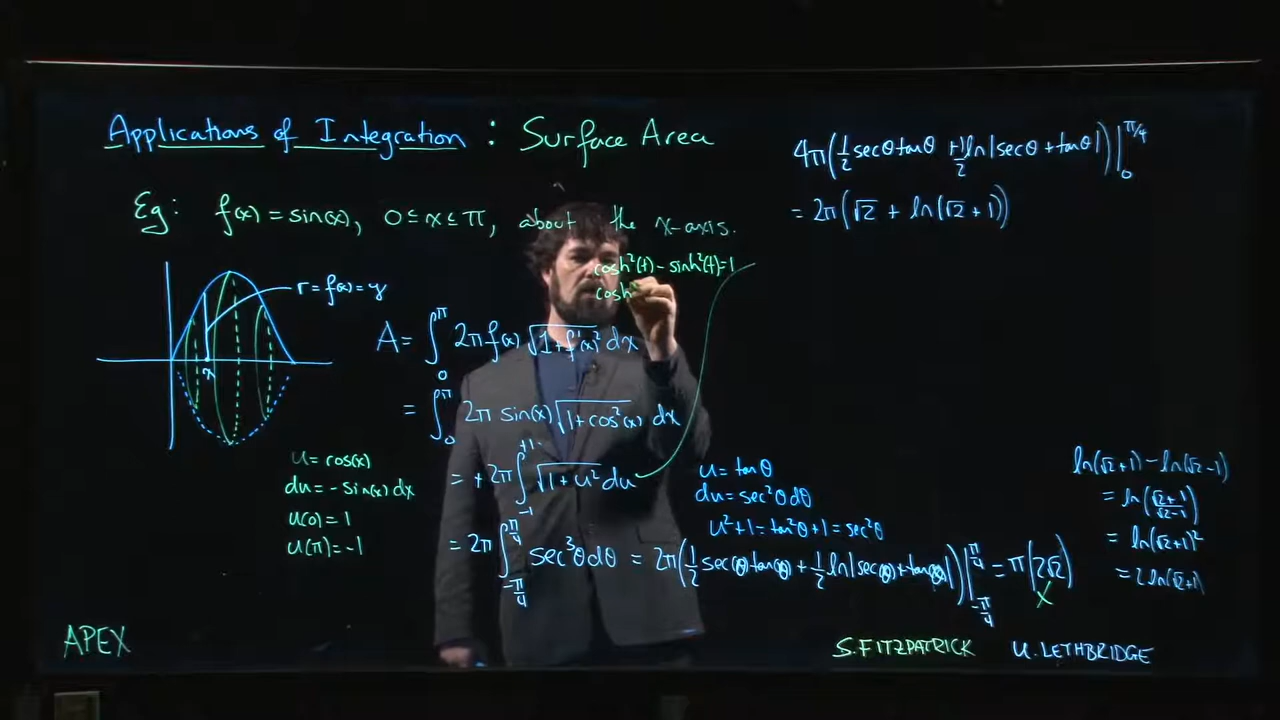 Applications of Integration : Surface Area
Eg: f(x) = sin(x), 0 ≤ x ≤ π, about the x-axis.
r = f(x) = y
x
cosh²(t) - sinh²(t) = 1
cosh
A = ∫₀^π 2π f(x) √(1 + f'(x)²) dx
= ∫₀^π 2π sin(x) √(1 + cos²(x)) dx
u = cos(x)
du = - sin(x) dx
u(0) = 1
u(π) = -1
= + 2π ∫₋₁^{+1} √(1 + u²) du
u = tan θ
du = sec²θ dθ
u² + 1 = tan²θ + 1 = sec²θ
= 2π ∫_{-π/4}^{π/4} sec³θ dθ = 2π(½ sec(θ) tan(θ) + ½ ln|sec(θ) + tan(θ)|) |_{-π/4}^{π/4} = π(2√2)
4π(½ secθ tanθ + ½ ln|secθ + tanθ|) |₀^{π/4}
= 2π(√2 + ln(√2 + 1))
ln(√2+1) - ln(√2-1)
= ln((√2+1)/(√2-1))
= ln(√2+1)²
= 2 ln(√2+1)
APEX
S. FITZPATRICK U. LETHBRIDGE